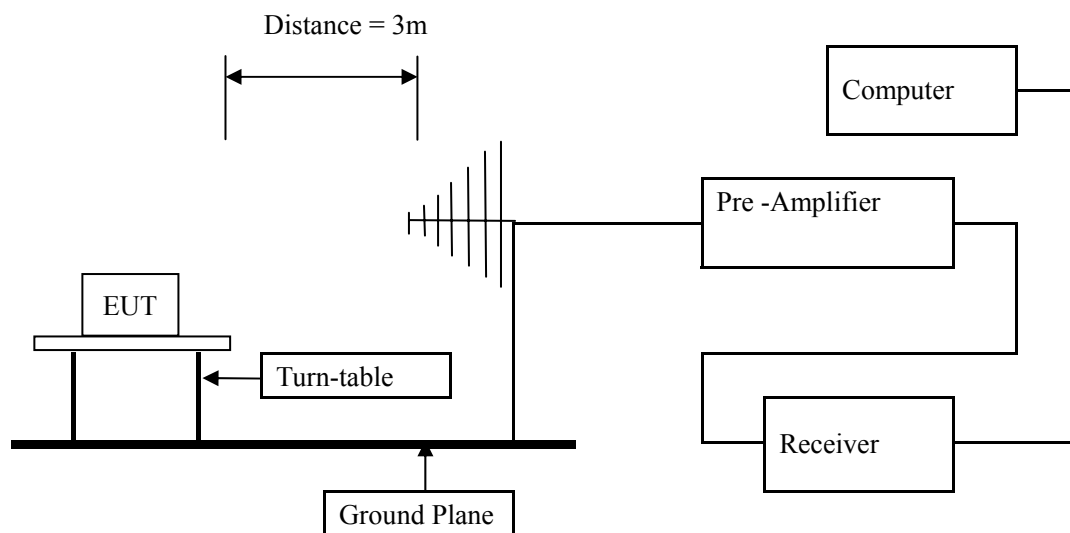 Distance = 3m
Computer
Pre -Amplifier
EUT
Turn-table
Receiver
Ground Plane